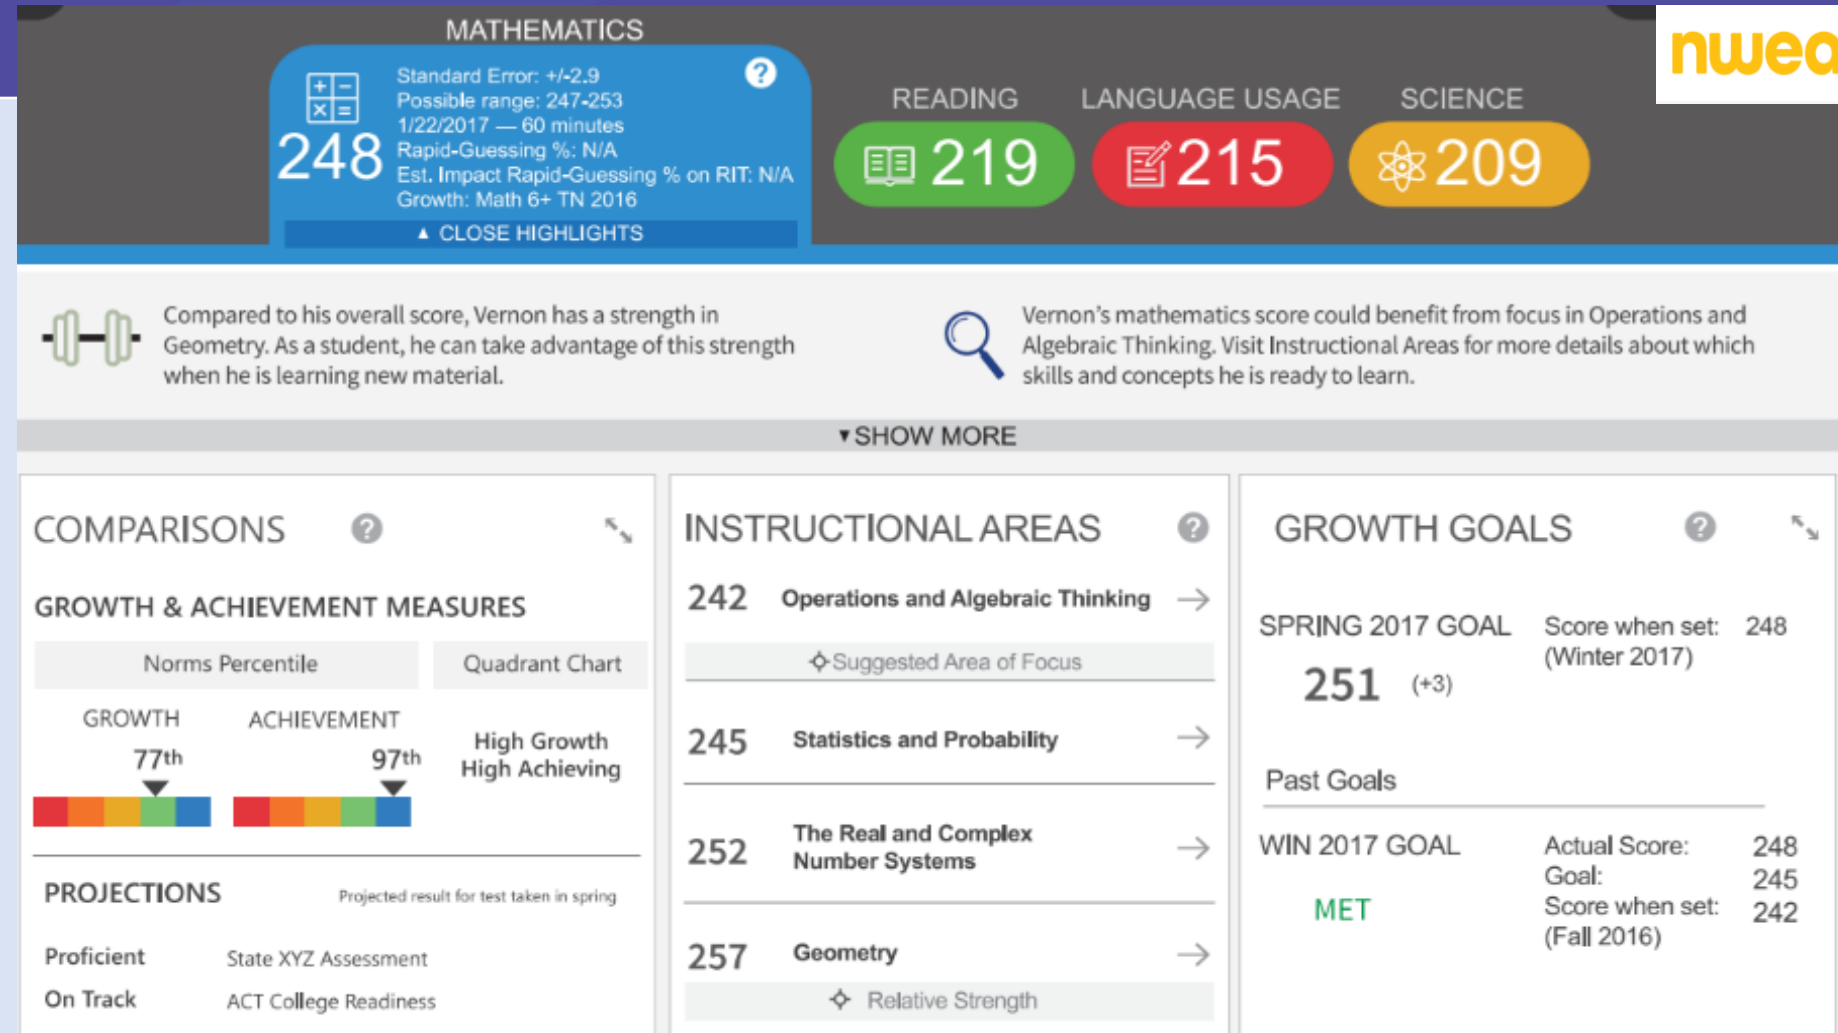 MATHEMATICS
nwea
Standard Error: +/-2.9
Possible range: 247-253
1/22/2017 — 60 minutes
Rapid-Guessing %: N/A
Est. Impact Rapid-Guessing % on RIT: N/A
Growth: Math 6+ TN 2016
248
?
▲ CLOSE HIGHLIGHTS
READING
219
LANGUAGE USAGE
215
SCIENCE
209
Compared to his overall score, Vernon has a strength in
Geometry. As a student, he can take advantage of this strength
when he is learning new material.
Vernon's mathematics score could benefit from focus in Operations and
Algebraic Thinking. Visit Instructional Areas for more details about which
skills and concepts he is ready to learn.
▼SHOW MORE
COMPARISONS ?
GROWTH & ACHIEVEMENT MEASURES
Norms Percentile
Quadrant Chart
GROWTH
77th
ACHIEVEMENT
97th
High Growth
High Achieving
PROJECTIONS Projected result for test taken in spring
Proficient State XYZ Assessment
On Track ACT College Readiness
INSTRUCTIONAL AREAS ?
242 Operations and Algebraic Thinking →
Suggested Area of Focus
245 Statistics and Probability →
252 The Real and Complex
Number Systems →
257 Geometry →
Relative Strength
GROWTH GOALS ?
SPRING 2017 GOAL
251 (+3)
Score when set: 248
(Winter 2017)
Past Goals
WIN 2017 GOAL
MET
Actual Score: 248
Goal: 245
Score when set: 242
(Fall 2016)